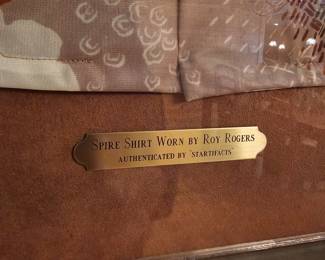 SPIRE SHIRT WORN BY ROY ROGERS
AUTHENTICATED BY "STARTIFACTS"